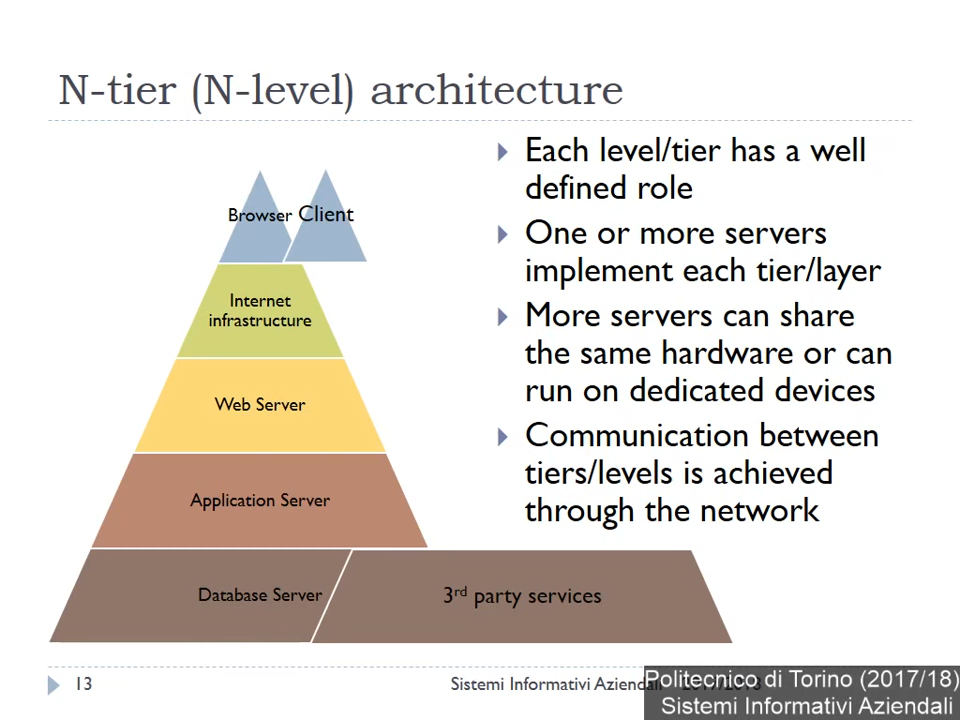 N-tier (N-level) architecture
Browser Client
Internet
infrastructure
Web Server
Application Server
Database Server
3rd party services
Each level/tier has a well
defined role
One or more servers
implement each tier/layer
More servers can share
the same hardware or can
run on dedicated devices
Communication between
tiers/levels is achieved
through the network
13
Sistemi Informativi Aziendali
Politecnico di Torino (2017/18)
Sistemi Informativi Aziendali